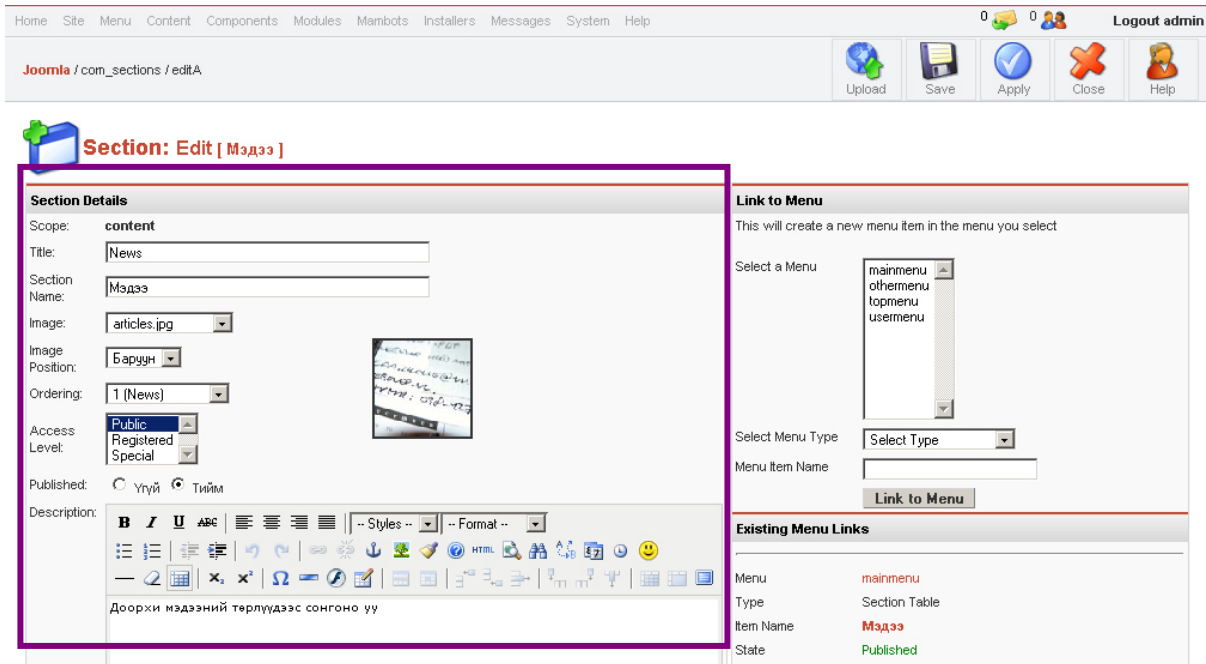 Home Site Menu Content Components Modules Mambots Installers Messages System Help 0 0 Logout admin
Joomla / com_sections / editA
Upload Save Apply Close Help
Section: Edit [ Мэдээ ]
Section Details
Scope: content
Title: News
Section Name: Мэдээ
Image: articles.jpg
Image Position: Баруун
Ordering: 1 (News)
Access Level: Public
Registered
Special
Published: Үгүй Тийм
Description:
B I U ABC -- Styles -- -- Format --
HTML
Доорхи мэдээний төрлүүдээс сонгоно уу
Link to Menu
This will create a new menu item in the menu you select
Select a Menu mainmenu
othermenu
topmenu
usermenu
Select Menu Type Select Type
Menu Item Name
Link to Menu
Existing Menu Links
Menu mainmenu
Type Section Table
Item Name Мэдээ
State Published